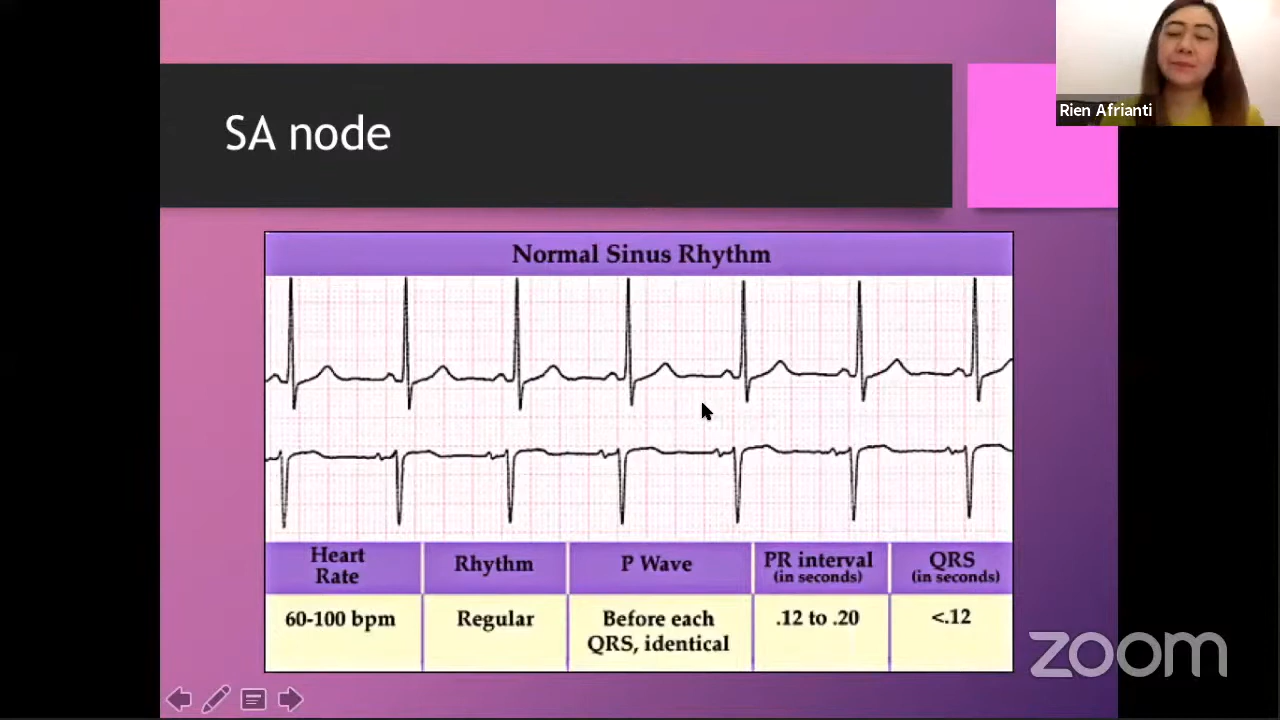 SA node
Rien Afrianti
Normal Sinus Rhythm
Heart
Rate
Rhythm
P Wave
PR interval
(in seconds)
QRS
(in seconds)
60-100 bpm
Regular
Before each
QRS, identical
.12 to .20
<.12
zoom